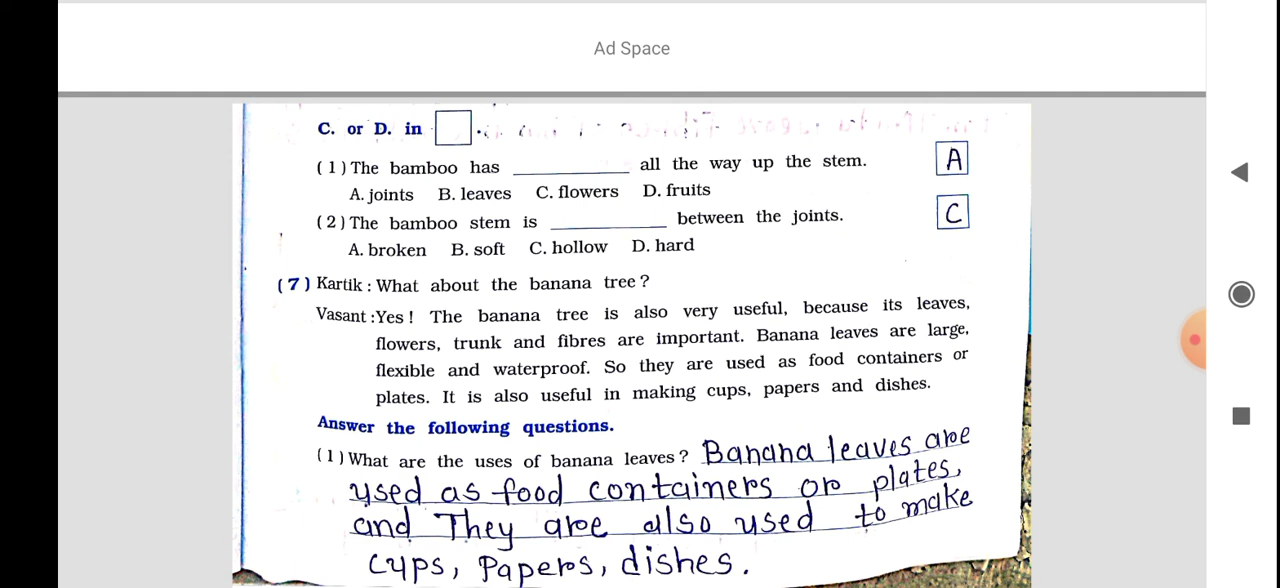 Ad Space
C. or D. in
(1) The bamboo has ________ all the way up the stem. A
A. joints B. leaves C. flowers D. fruits
(2) The bamboo stem is ________ between the joints. C
A. broken B. soft C. hollow D. hard
(7) Kartik : What about the banana tree?
Vasant : Yes ! The banana tree is also very useful, because its leaves,
flowers, trunk and fibres are important. Banana leaves are large,
flexible and waterproof. So they are used as food containers or
plates. It is also useful in making cups, papers and dishes.
Answer the following questions.
(1) What are the uses of banana leaves? Banana leaves are
used as food containers or plates,
and They are also used to make
cups, Papers, dishes.